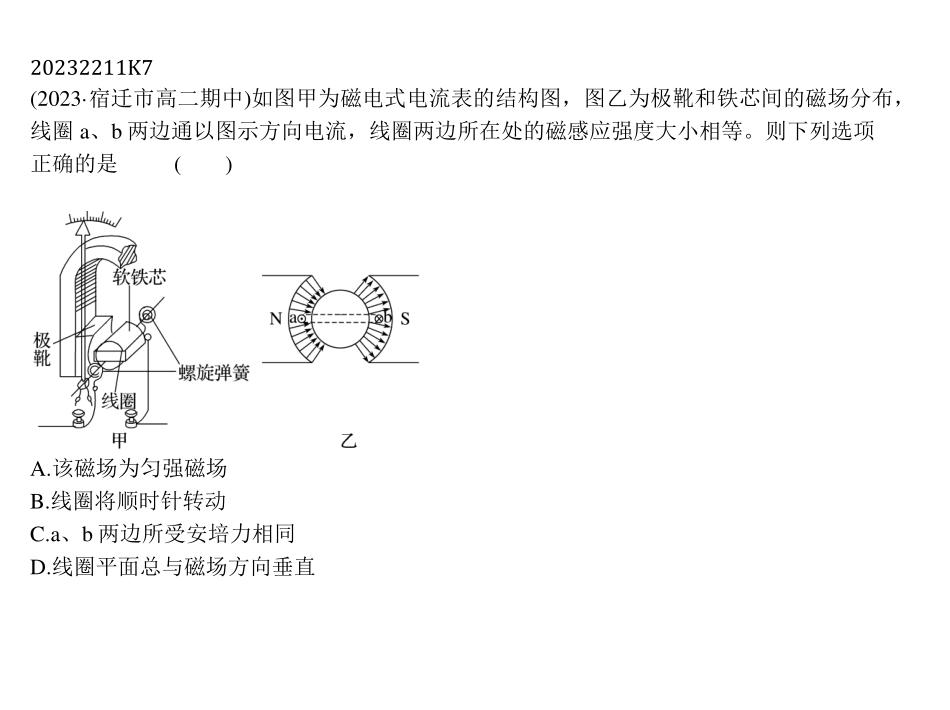 20232211K7
(2023·宿迁市高二期中)如图甲为磁电式电流表的结构图，图乙为极靴和铁芯间的磁场分布，
线圈 a、b 两边通以图示方向电流，线圈两边所在处的磁感应强度大小相等。则下列选项
正确的是 ( )
软铁芯
极
靴
螺旋弹簧
线圈
甲
N a b S
乙
A.该磁场为匀强磁场
B.线圈将顺时针转动
C.a、b 两边所受安培力相同
D.线圈平面总与磁场方向垂直